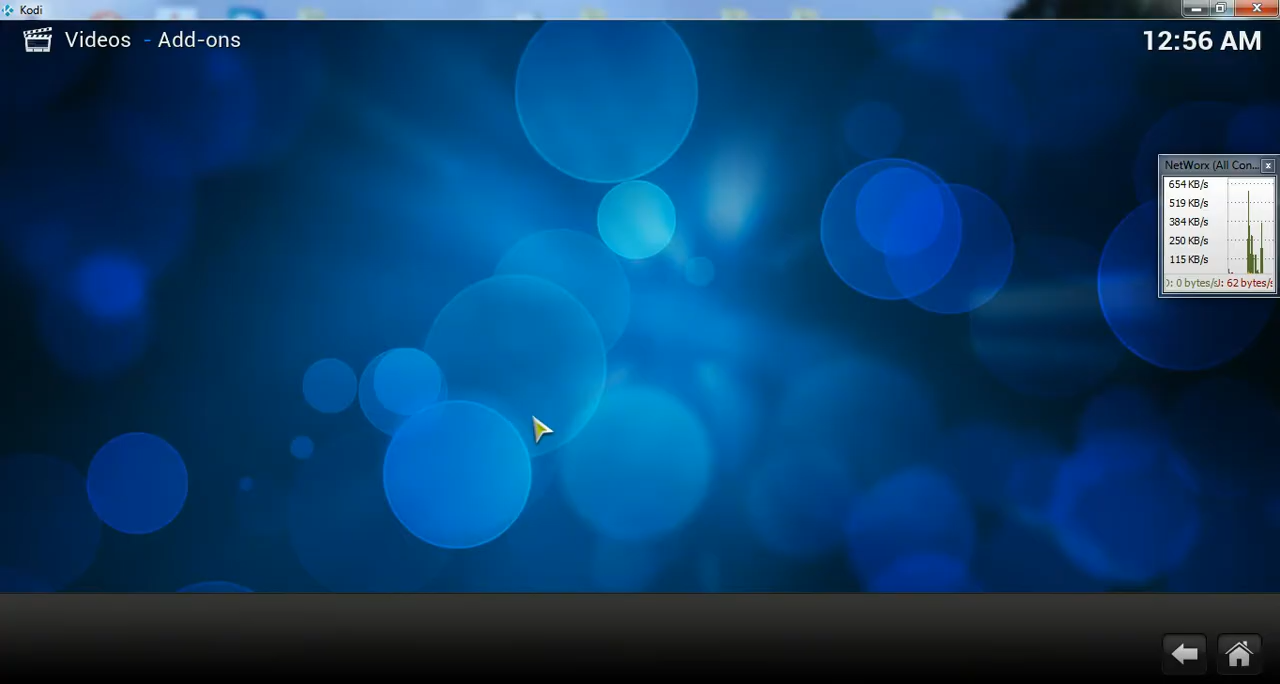 Kodi
Videos - Add-ons
12:56 AM
NetWorx (All Con...
654 KB/s
519 KB/s
384 KB/s
250 KB/s
115 KB/s
0 bytes/s
62 bytes/s